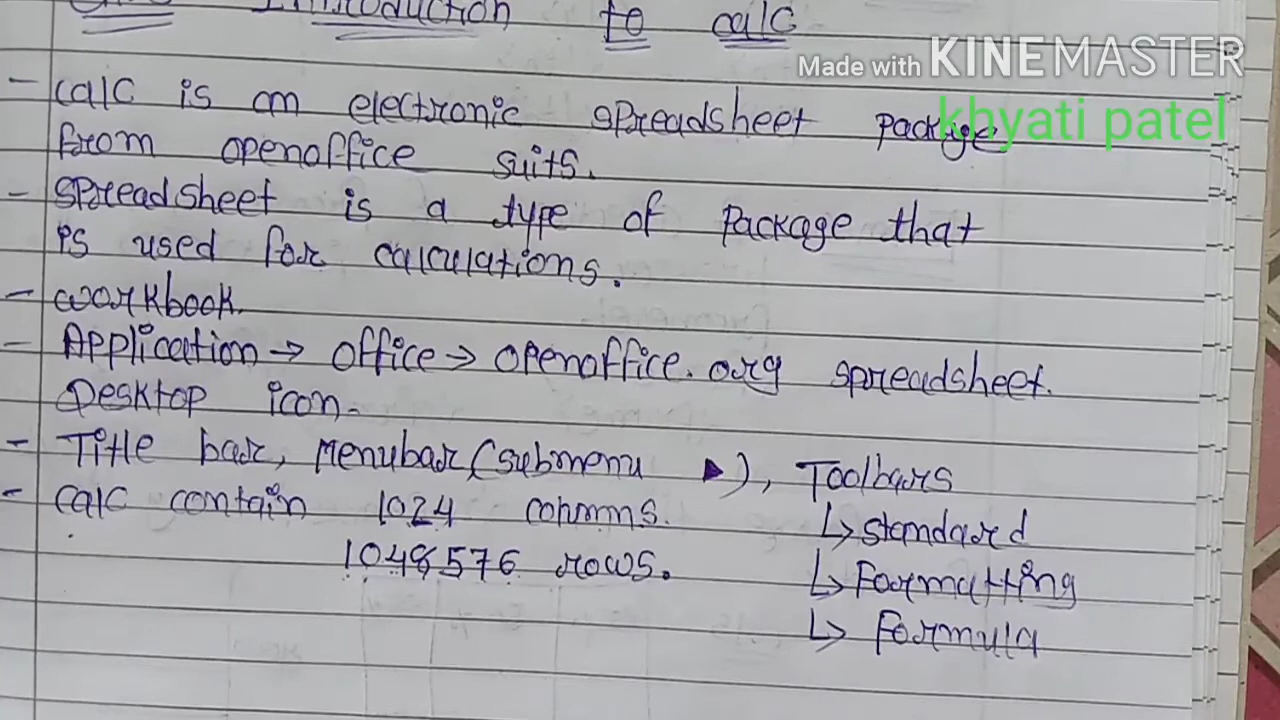 Introduction to calc
Made with KINEMASTER
khyati patel
- calc is an electronic spreadsheet package
from openoffice suits.
- spreadsheet is a type of package that
is used for calculations.
- workbook.
- Application → office → openoffice.org spreadsheet.
Desktop icon.
- Title bar, Menubar (submenu ▶), Toolbars
- calc contain 1024 columns. ↳ standard
1048576 rows. ↳ Formatting
↳ Formula